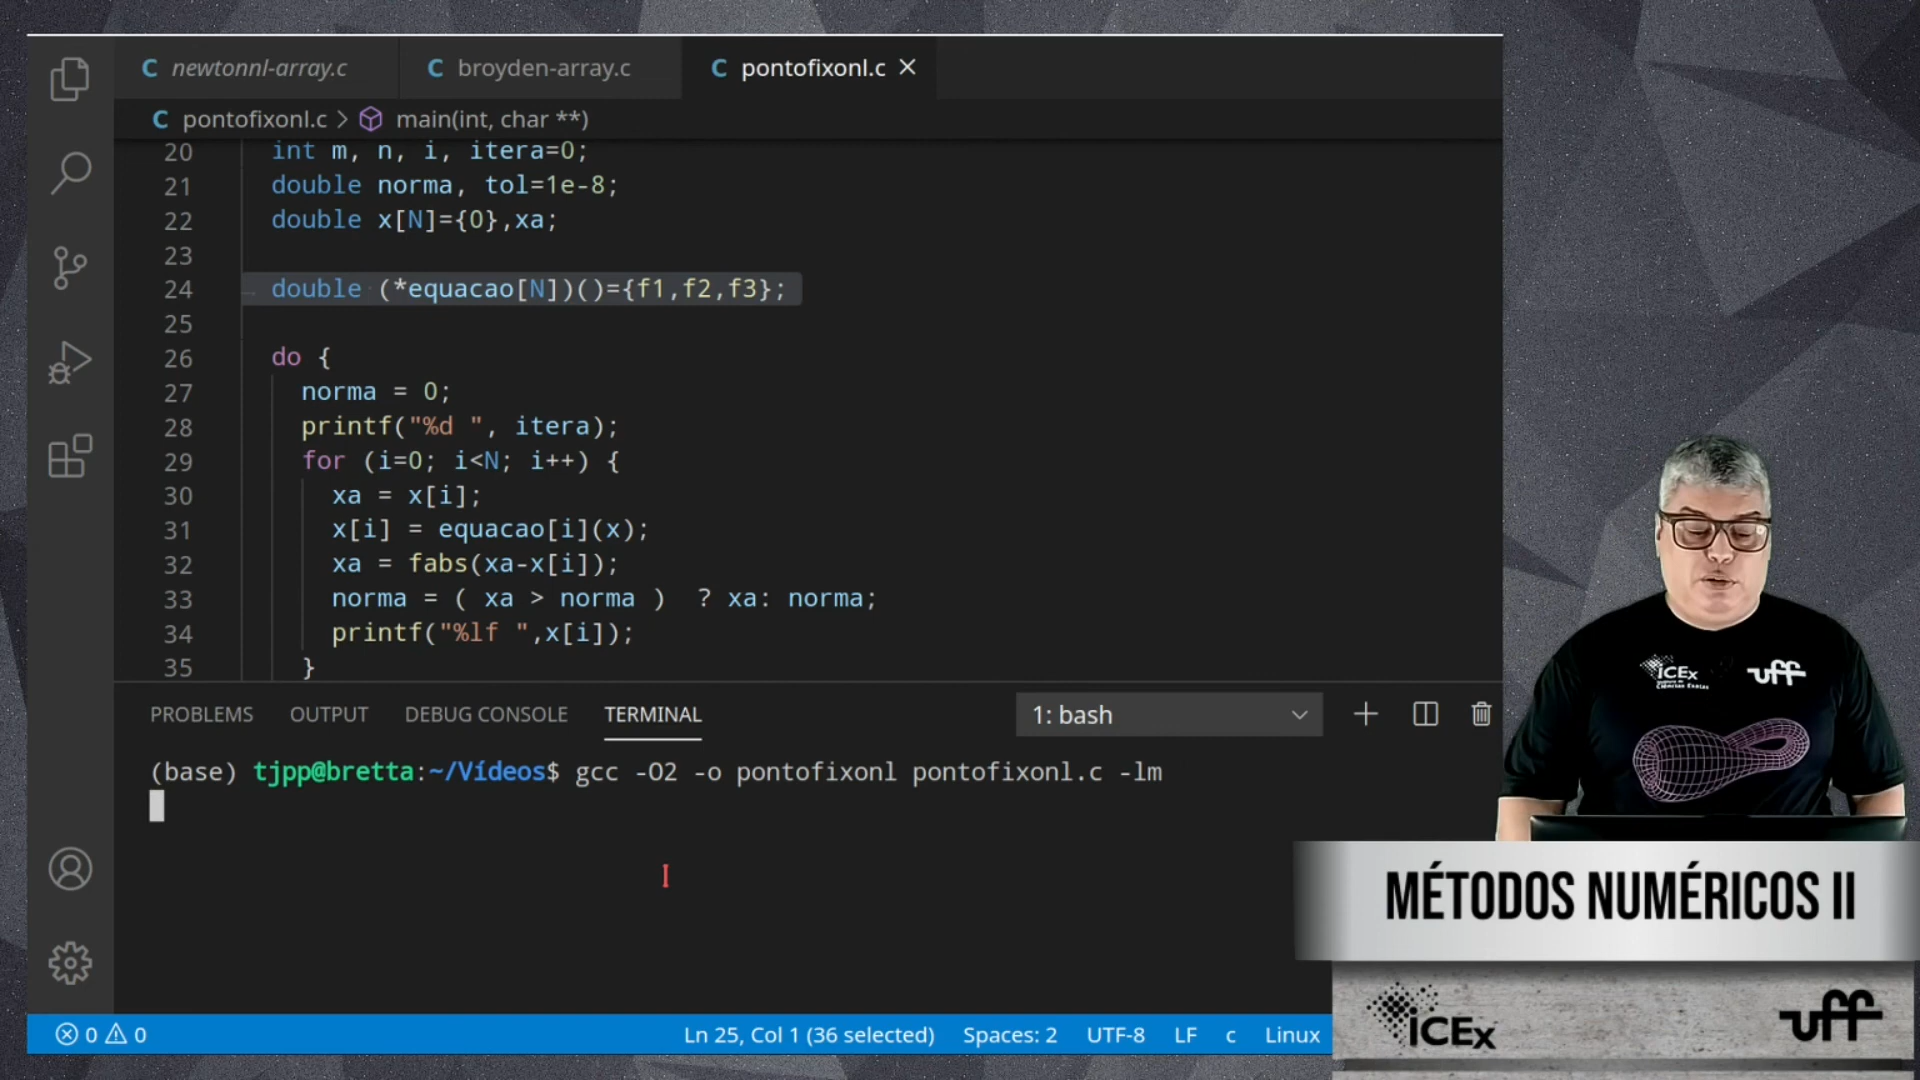 newtonnl-array.c
broyden-array.c
pontofixonl.c
pontofixonl.c > main(int, char **)
20 int m, n, i, itera=0;
21 double norma, tol=1e-8;
22 double x[N]={0},xa;
23
24 double (*equacao[N])()={f1,f2,f3};
25
26 do {
27 norma = 0;
28 printf("%d ", itera);
29 for (i=0; i<N; i++) {
30 xa = x[i];
31 x[i] = equacao[i](x);
32 xa = fabs(xa-x[i]);
33 norma = ( xa > norma )  ? xa: norma;
34 printf("%lf ",x[i]);
35 }
PROBLEMS OUTPUT DEBUG CONSOLE TERMINAL 1: bash
(base) tjpp@bretta:~/Vídeos$ gcc -O2 -o pontofixonl pontofixonl.c -lm
0 0 Ln 25, Col 1 (36 selected) Spaces: 2 UTF-8 LF c Linux
ICEx
Ciências Exatas
uff
MÉTODOS NUMÉRICOS II
ICEx uff